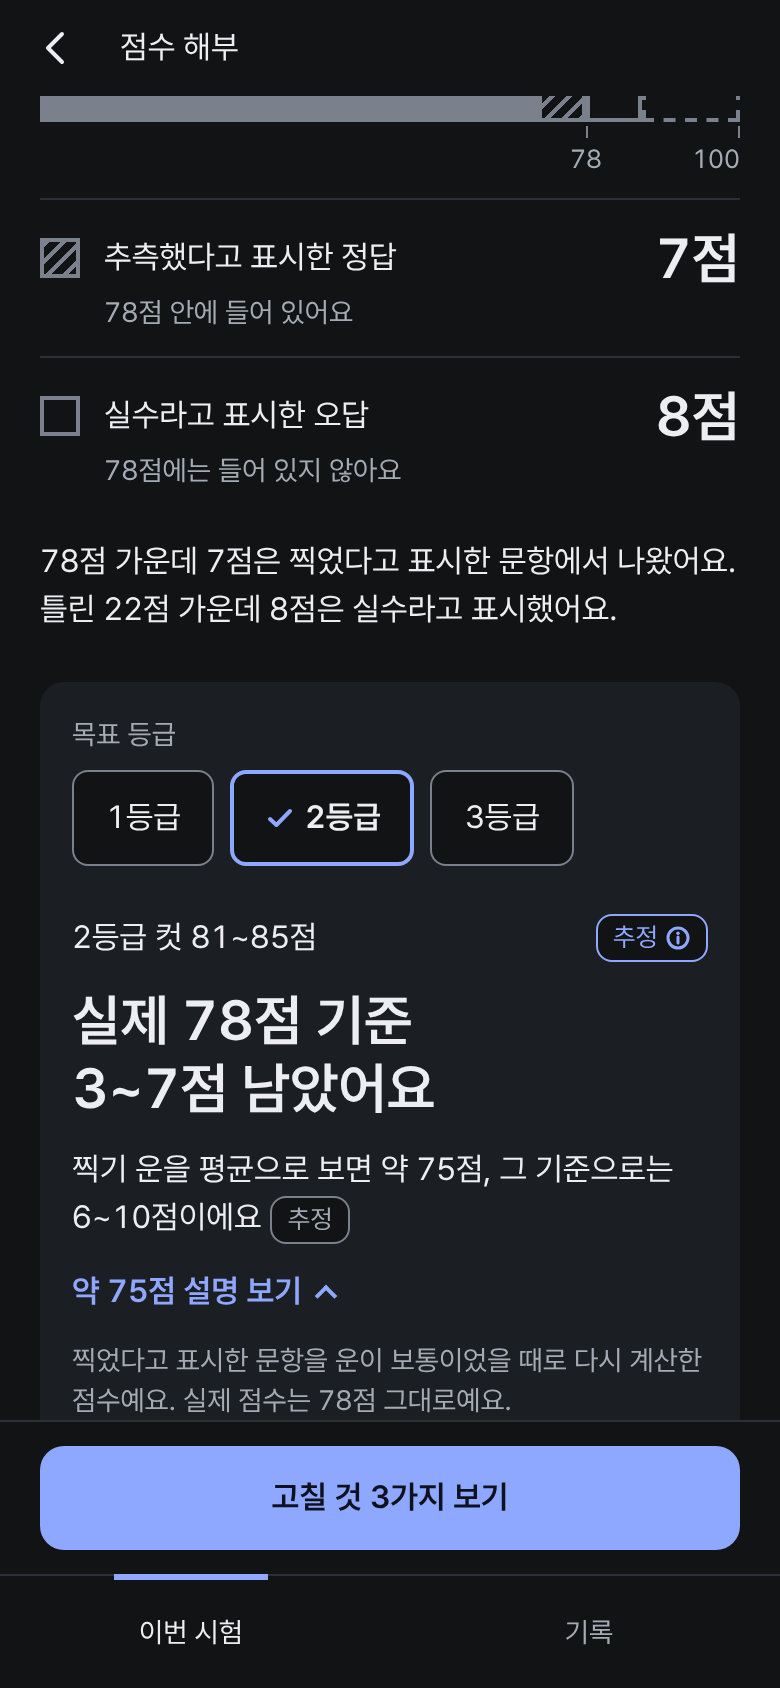 점수 해부
78
100
추측했다고 표시한 정답
7점
78점 안에 들어 있어요
실수라고 표시한 오답
8점
78점에는 들어 있지 않아요
78점 가운데 7점은 찍었다고 표시한 문항에서 나왔어요.
틀린 22점 가운데 8점은 실수라고 표시했어요.
목표 등급
1등급
2등급
3등급
2등급 컷 81~85점
추정
실제 78점 기준
3~7점 남았어요
찍기 운을 평균으로 보면 약 75점, 그 기준으로는
6~10점이에요 추정
약 75점 설명 보기
찍었다고 표시한 문항을 운이 보통이었을 때로 다시 계산한
점수예요. 실제 점수는 78점 그대로예요.
고칠 것 3가지 보기
이번 시험
기록